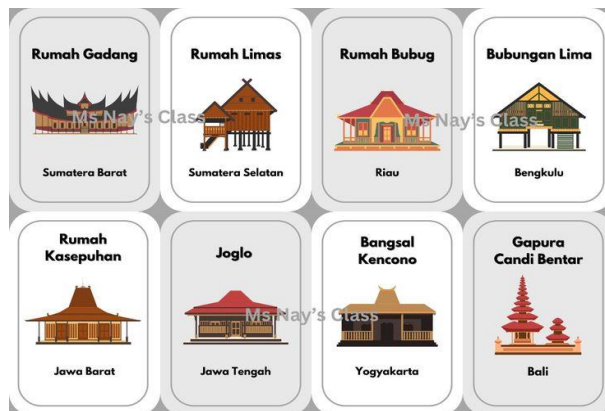 Rumah Gadang
Sumatera Barat
Rumah Limas
Sumatera Selatan
Rumah Bubug
Riau
Bubungan Lima
Bengkulu
Ms Nay's Class
Ms Nay's Class
Rumah
Kasepuhan
Jawa Barat
Joglo
Jawa Tengah
Bangsal
Kencono
Yogyakarta
Gapura
Candi Bentar
Bali
Ms Nay's Class